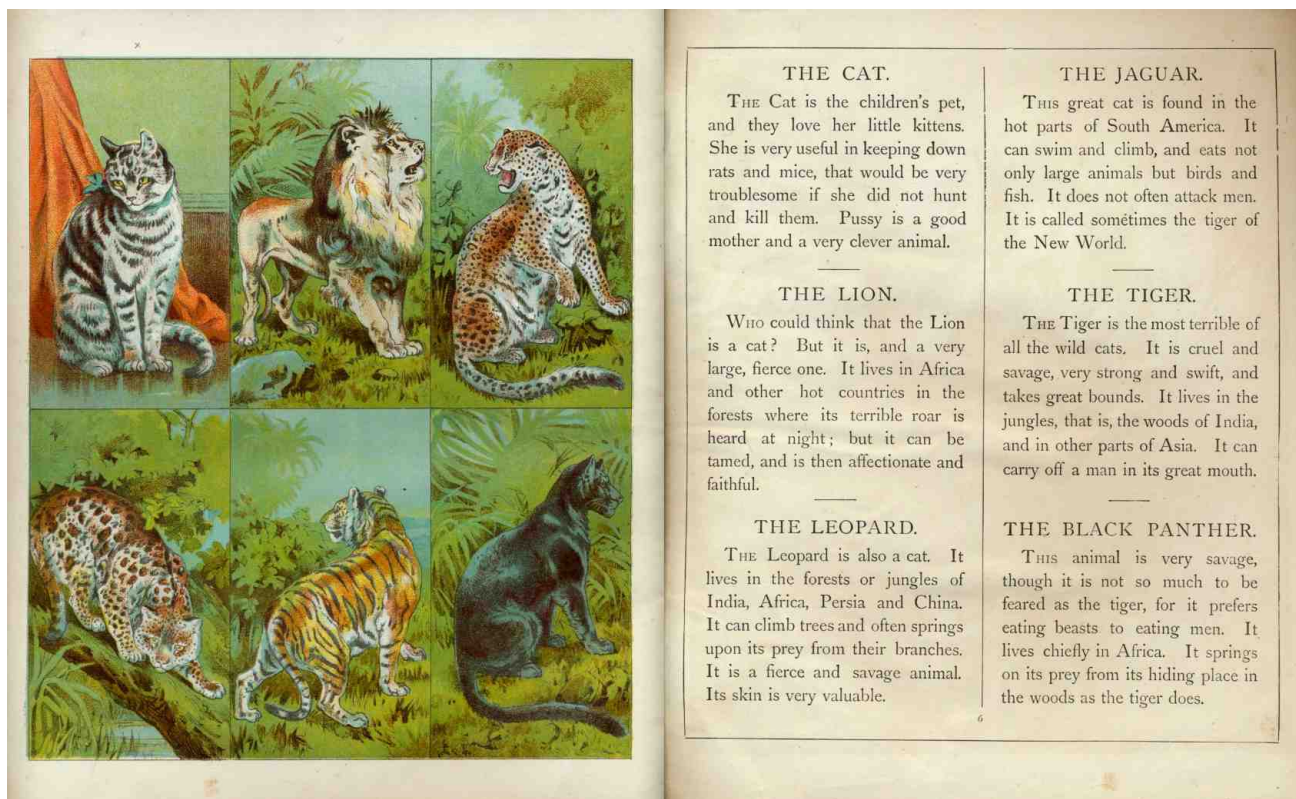 THE CAT.
THE Cat is the children's pet,
and they love her little kittens.
She is very useful in keeping down
rats and mice, that would be very
troublesome if she did not hunt
and kill them. Pussy is a good
mother and a very clever animal.
THE LION.
WHO could think that the Lion
is a cat? But it is, and a very
large, fierce one. It lives in Africa
and other hot countries in the
forests where its terrible roar is
heard at night; but it can be
tamed, and is then affectionate and
faithful.
THE LEOPARD.
THE Leopard is also a cat. It
lives in the forests or jungles of
India, Africa, Persia and China.
It can climb trees and often springs
upon its prey from their branches.
It is a fierce and savage animal.
Its skin is very valuable.
THE JAGUAR.
THIS great cat is found in the
hot parts of South America. It
can swim and climb, and eats not
only large animals but birds and
fish. It does not often attack men.
It is called sometimes the tiger of
the New World.
THE TIGER.
THE Tiger is the most terrible of
all the wild cats. It is cruel and
savage, very strong and swift, and
takes great bounds. It lives in the
jungles, that is, the woods of India,
and in other parts of Asia. It can
carry off a man in its great mouth.
THE BLACK PANTHER.
THIS animal is very savage,
though it is not so much to be
feared as the tiger, for it prefers
eating beasts to eating men. It
lives chiefly in Africa. It springs
on its prey from its hiding place in
the woods as the tiger does.
6